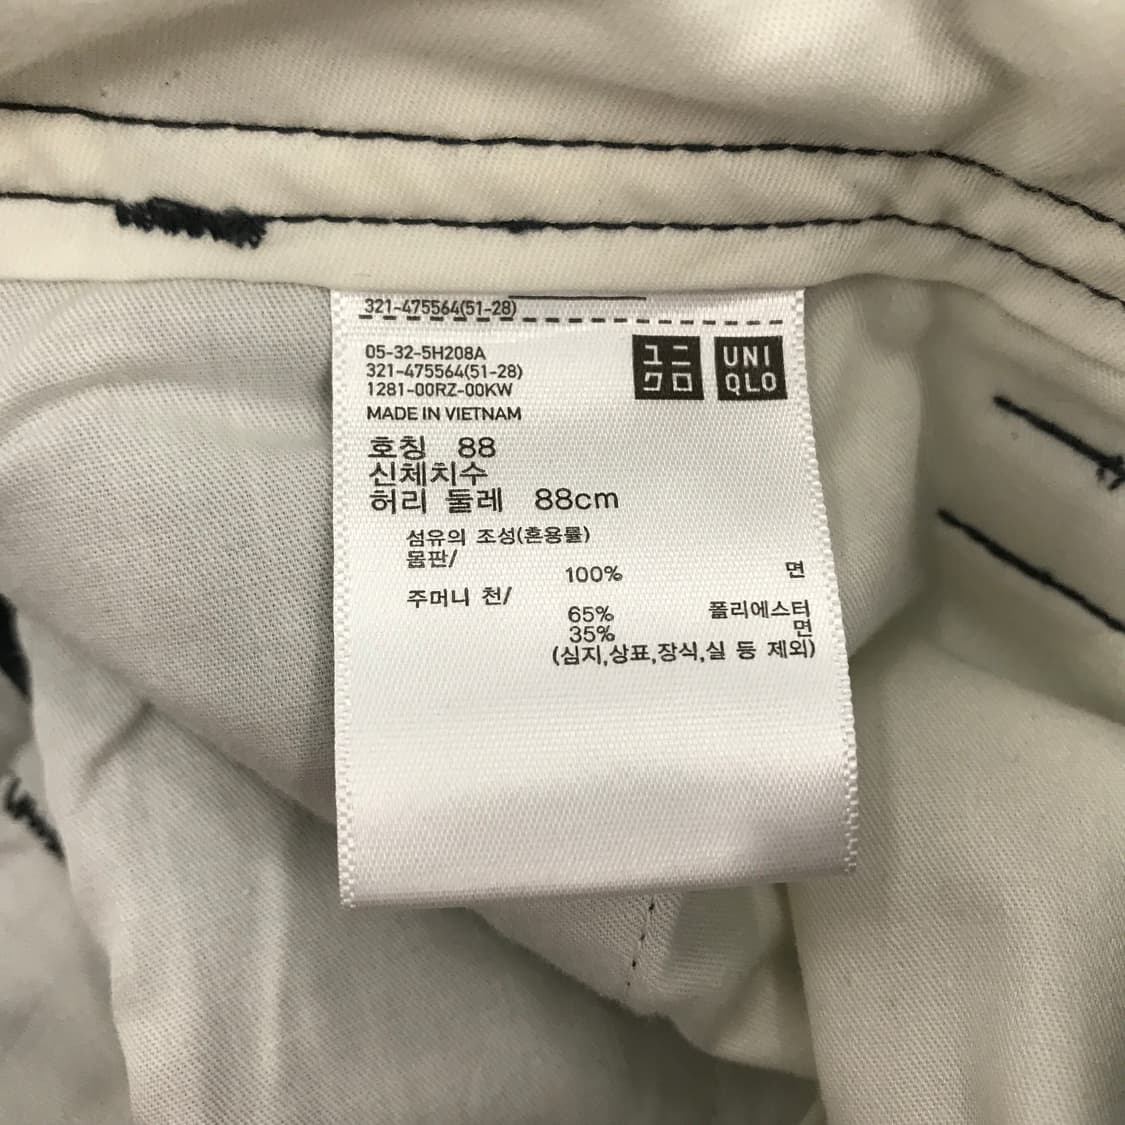 321-475564(51-28)
05-32-5H208A
321-475564(51-28)
1281-00RZ-00KW
MADE IN VIETNAM
ユニ
クロ
UNI
QLO
호칭 88
신체치수
허리 둘레 88cm
섬유의 조성(혼용률)
몸판/
100% 면
주머니 천/
65% 폴리에스터
35% 면
(심지,상표,장식,실 등 제외)